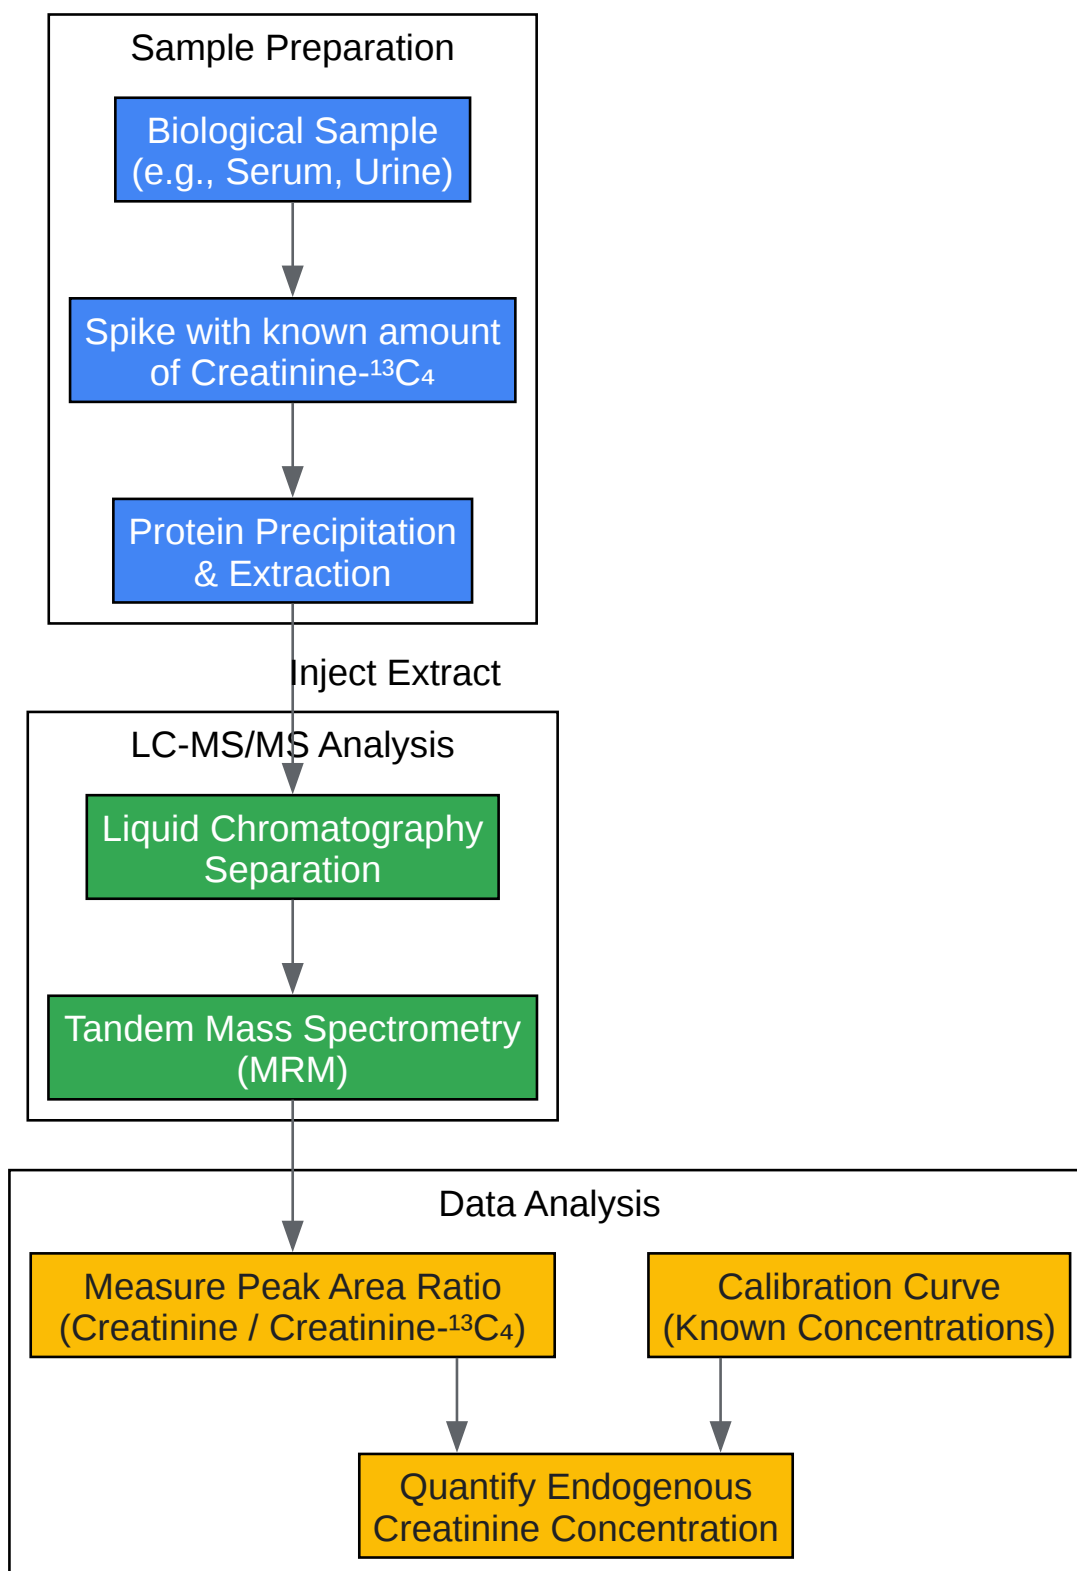 Sample Preparation
Biological Sample
(e.g., Serum, Urine)
Spike with known amount
of Creatinine-¹³C₄
Protein Precipitation
& Extraction
Inject Extract
LC-MS/MS Analysis
Liquid Chromatography
Separation
Tandem Mass Spectrometry
(MRM)
Data Analysis
Measure Peak Area Ratio
(Creatinine / Creatinine-¹³C₄)
Calibration Curve
(Known Concentrations)
Quantify Endogenous
Creatinine Concentration